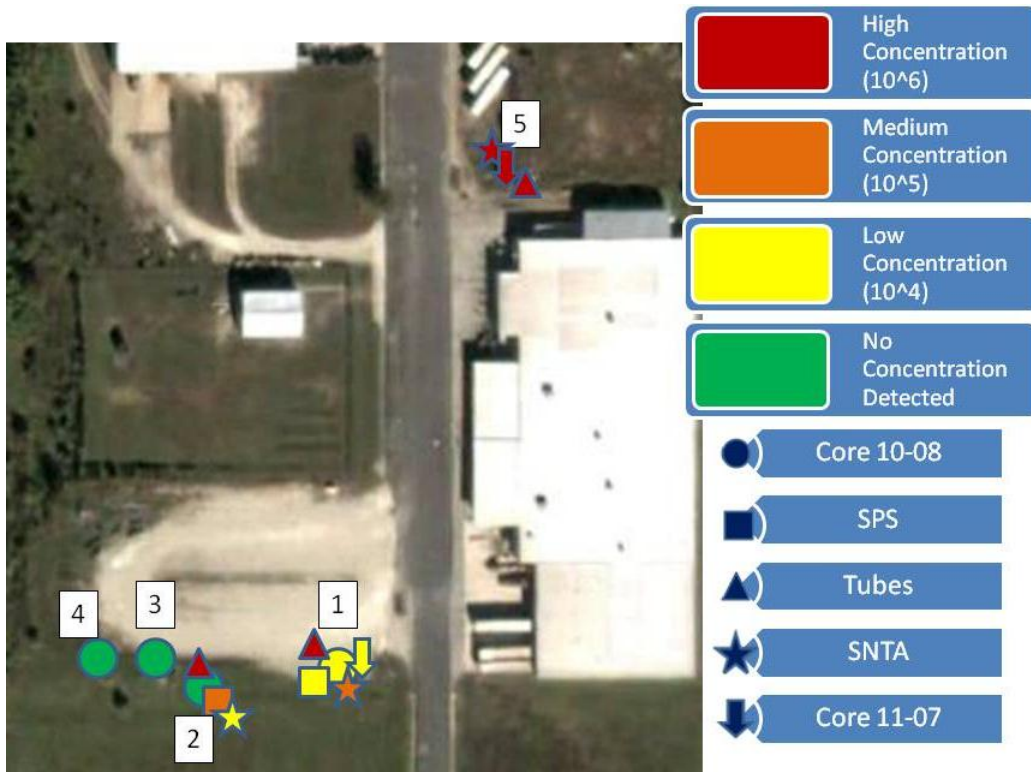 High
Concentration
(10^6)
Medium
Concentration
(10^5)
Low
Concentration
(10^4)
No
Concentration
Detected
Core 10-08
SPS
Tubes
SNTA
Core 11-07
5
1
3
4
2